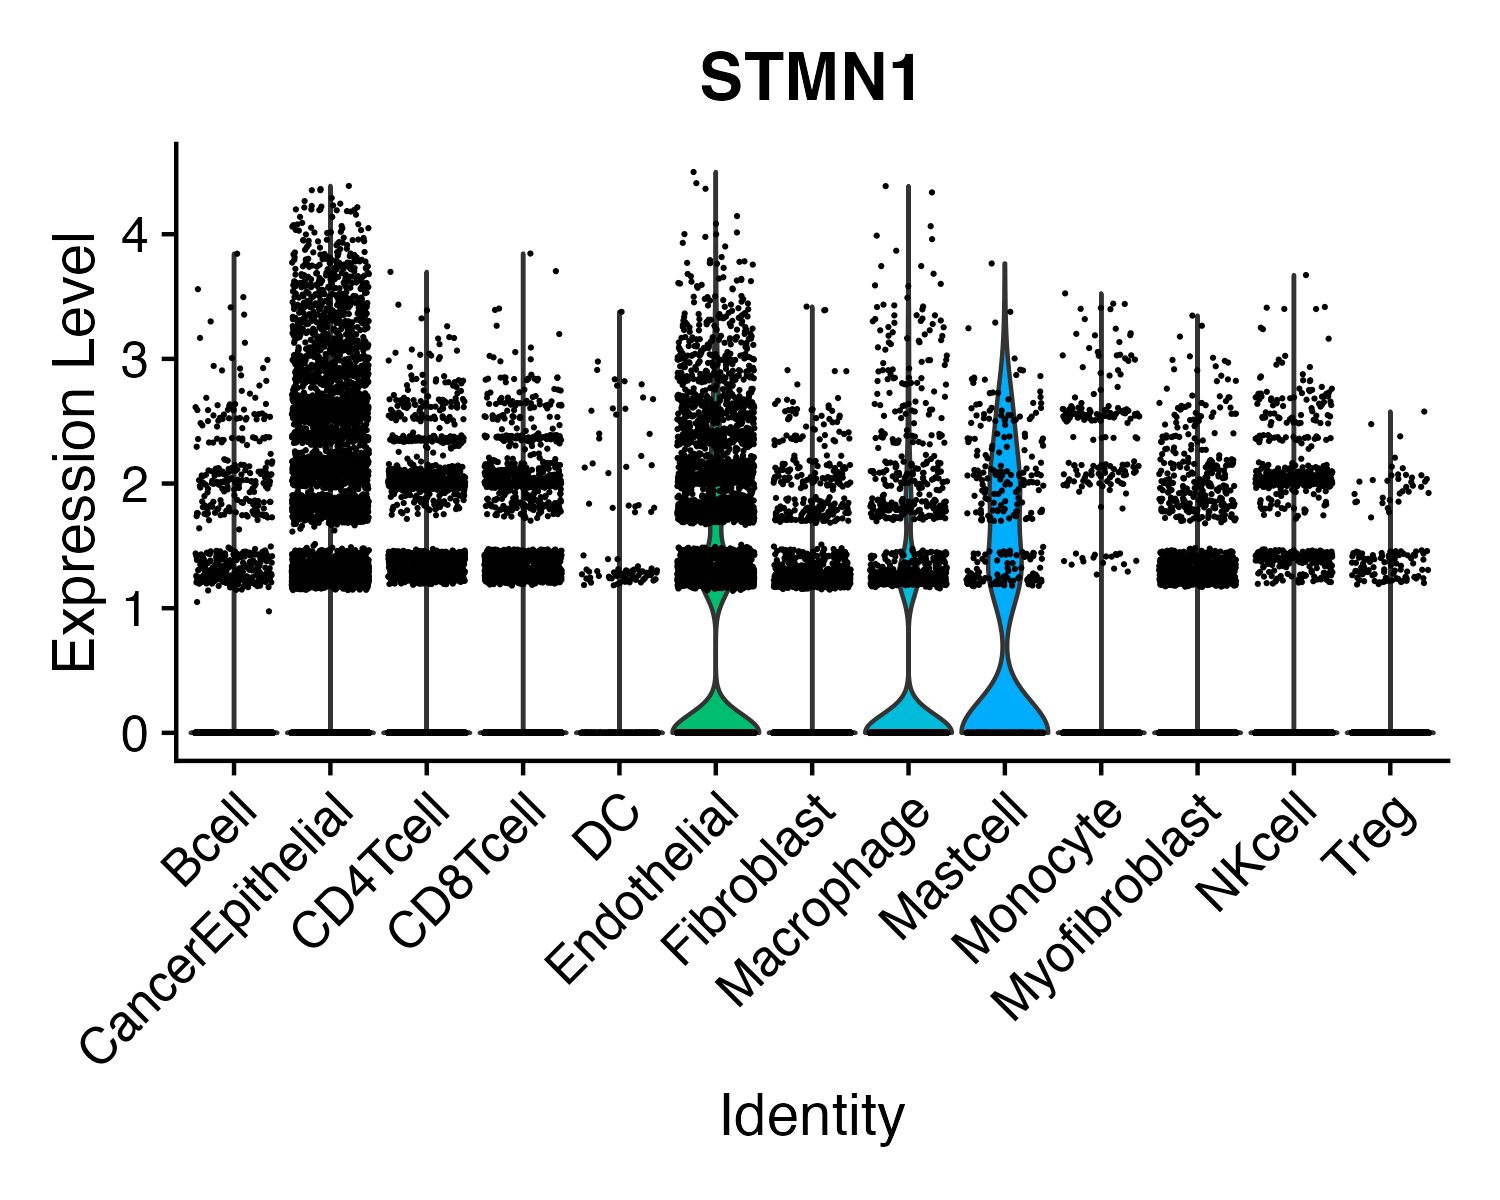 STMN1
Expression Level
4
3
2
1
0
Bcell
CancerEpithelial
CD4Tcell
CD8Tcell
DC
Endothelial
Fibroblast
Macrophage
Mastcell
Monocyte
Myofibroblast
NKcell
Treg
Identity